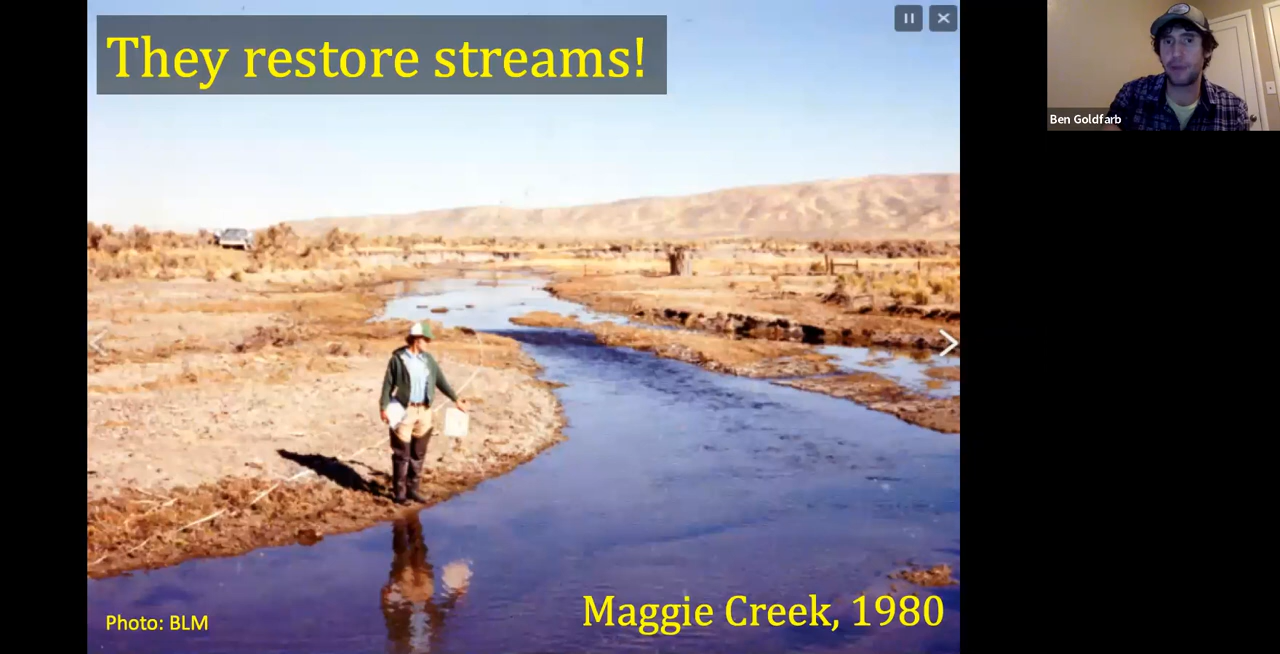 They restore streams!
Ben Goldfarb
Photo: BLM
Maggie Creek, 1980